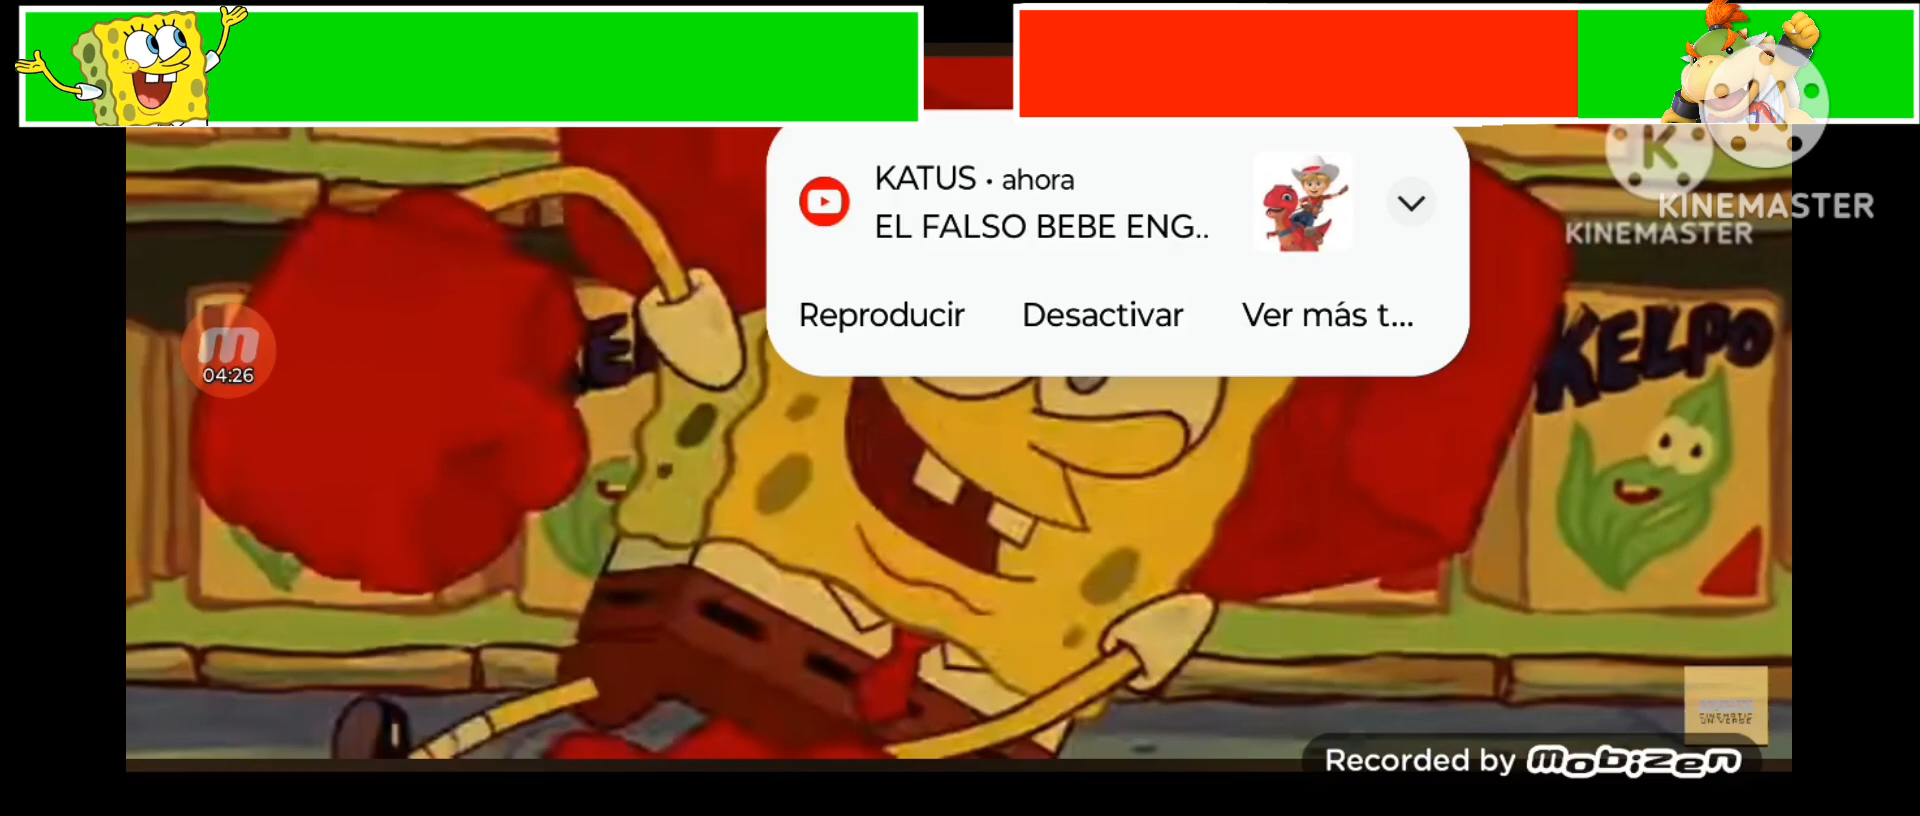 KATUS • ahora
EL FALSO BEBE ENG..
Reproducir
Desactivar
Ver más t...
K
KINEMASTER
KINEMASTER
m
04:26
KELPO
Recorded by mobizen